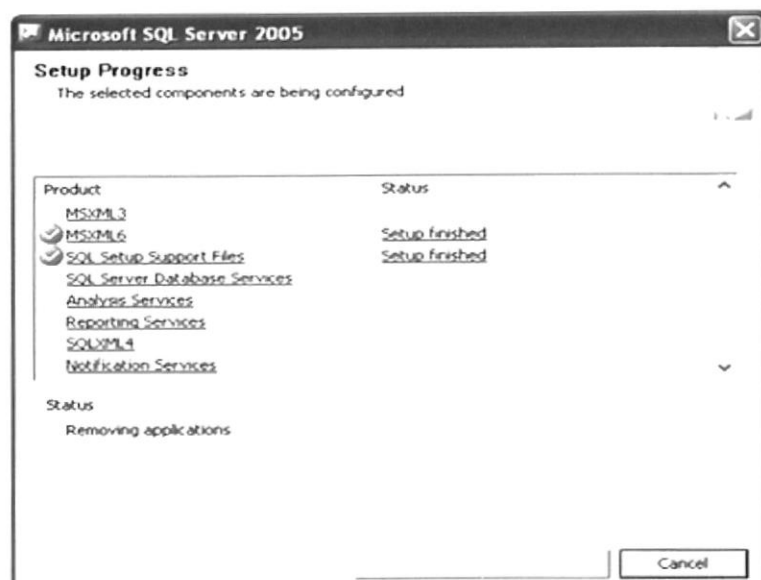 Microsoft SQL Server 2005
Setup Progress
The selected components are being configured
Product Status
MSXML3
MSXML6 Setup finished
SQL Setup Support Files Setup finished
SQL Server Database Services
Analysis Services
Reporting Services
SQLXML4
Notification Services
Status
Removing applications
Cancel